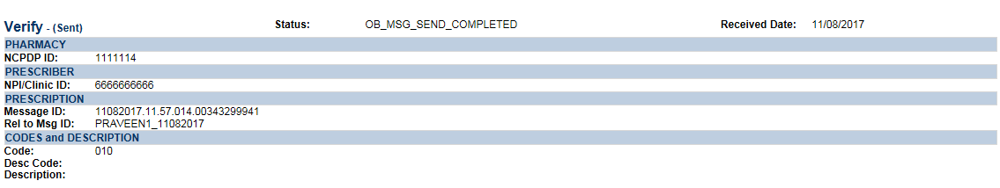 Verify - (Sent) Status: OB_MSG_SEND_COMPLETED Received Date: 11/08/2017
PHARMACY
NCPDP ID: 1111114
PRESCRIBER
NPI/Clinic ID: 6666666666
PRESCRIPTION
Message ID: 11082017.11.57.014.00343299941
Rel to Msg ID: PRAVEEN1_11082017
CODES and DESCRIPTION
Code: 010
Desc Code:
Description: